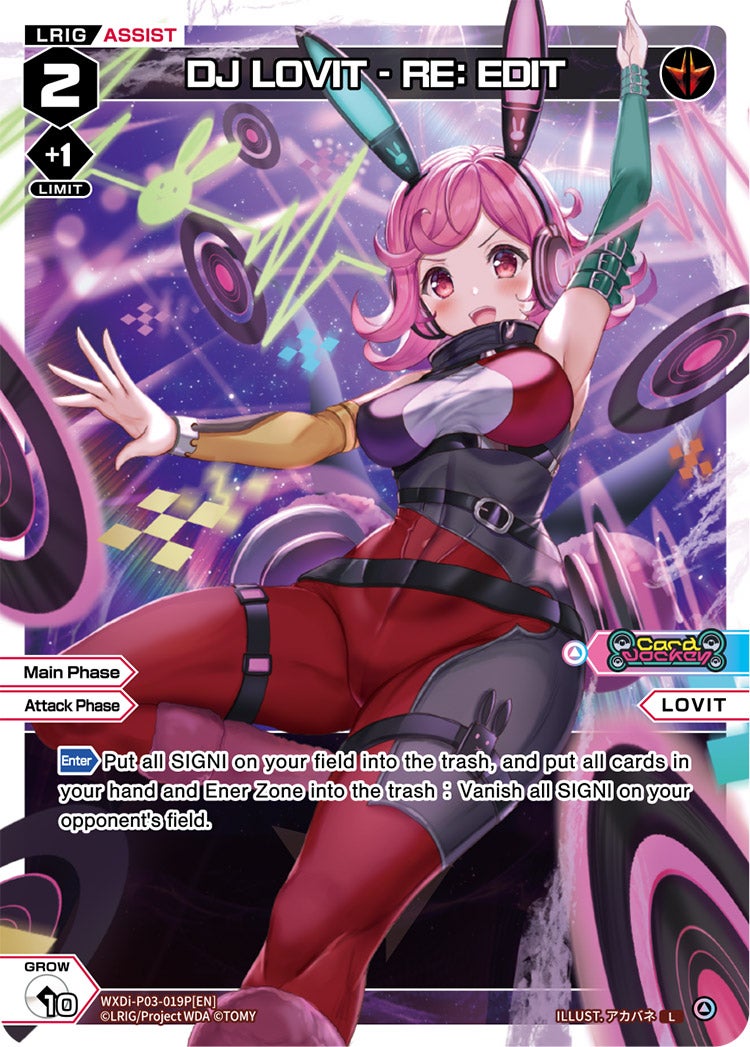 LRIG ASSIST
2
DJ LOVIT - RE: EDIT
+1
LIMIT
Card Jockey
Main Phase
Attack Phase
LOVIT
Enter Put all SIGNI on your field into the trash, and put all cards in
your hand and Ener Zone into the trash : Vanish all SIGNI on your
opponent's field.
GROW
10
WXDi-P03-019P[EN]
©LRIG/Project WDA ©TOMY
ILLUST. アカバネ L